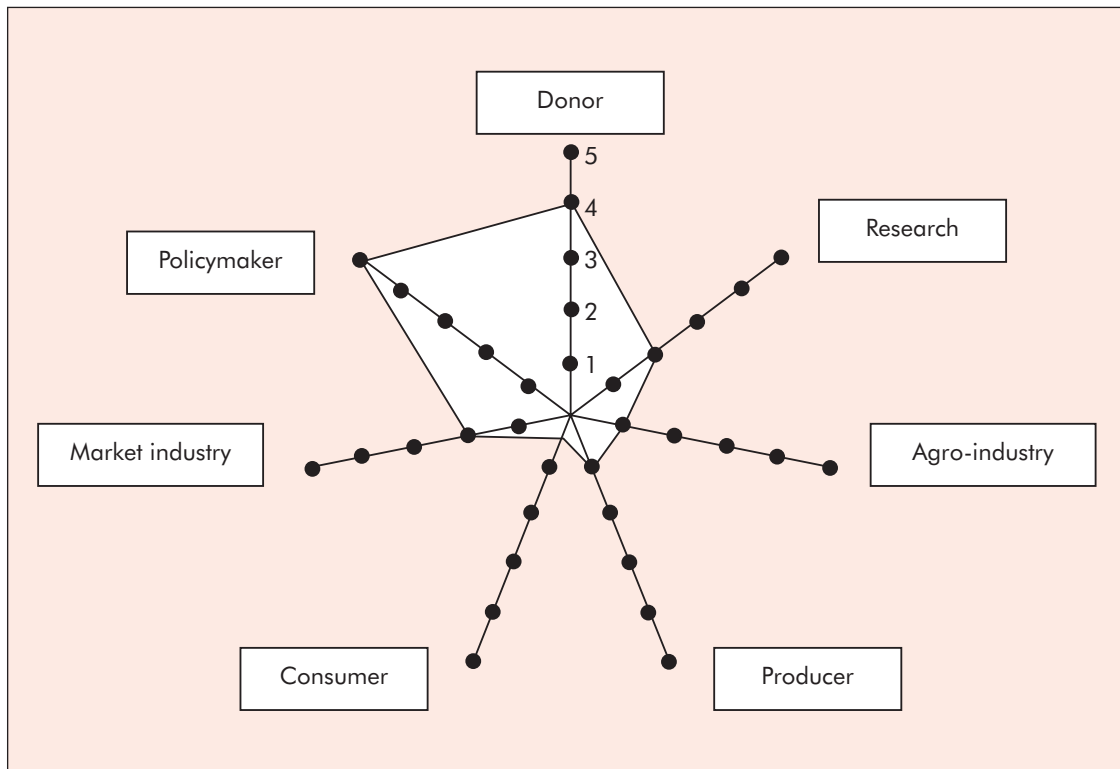 Donor
5
4
3
2
1
Research
Policymaker
Market industry
Agro-industry
Consumer
Producer